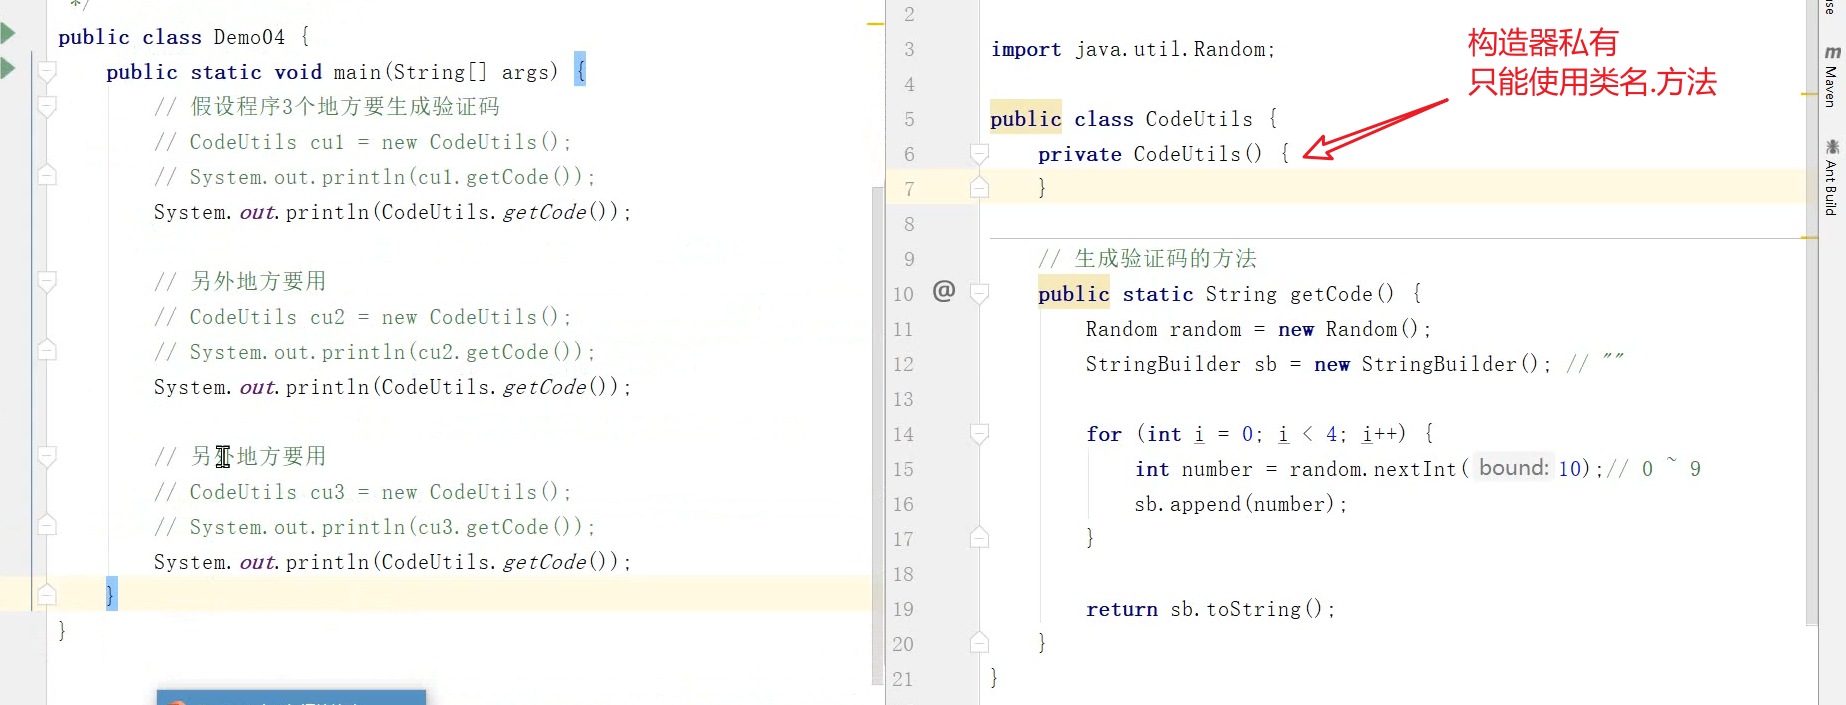 */
public class Demo04 {
public static void main(String[] args) {
// 假设程序3个地方要生成验证码
// CodeUtils cu1 = new CodeUtils();
// System.out.println(cu1.getCode());
System.out.println(CodeUtils.getCode());
// 另外地方要用
// CodeUtils cu2 = new CodeUtils();
// System.out.println(cu2.getCode());
System.out.println(CodeUtils.getCode());
// 另外地方要用
// CodeUtils cu3 = new CodeUtils();
// System.out.println(cu3.getCode());
System.out.println(CodeUtils.getCode());
}
}
2
3 import java.util.Random;
4
5 public class CodeUtils {
6 private CodeUtils() {
7 }
8
9 // 生成验证码的方法
10 @ public static String getCode() {
11 Random random = new Random();
12 StringBuilder sb = new StringBuilder(); // ""
13
14 for (int i = 0; i < 4; i++) {
15 int number = random.nextInt( bound: 10);// 0 ~ 9
16 sb.append(number);
17 }
18
19 return sb.toString();
20 }
21 }
构造器私有
只能使用类名.方法
m Maven
Ant Build